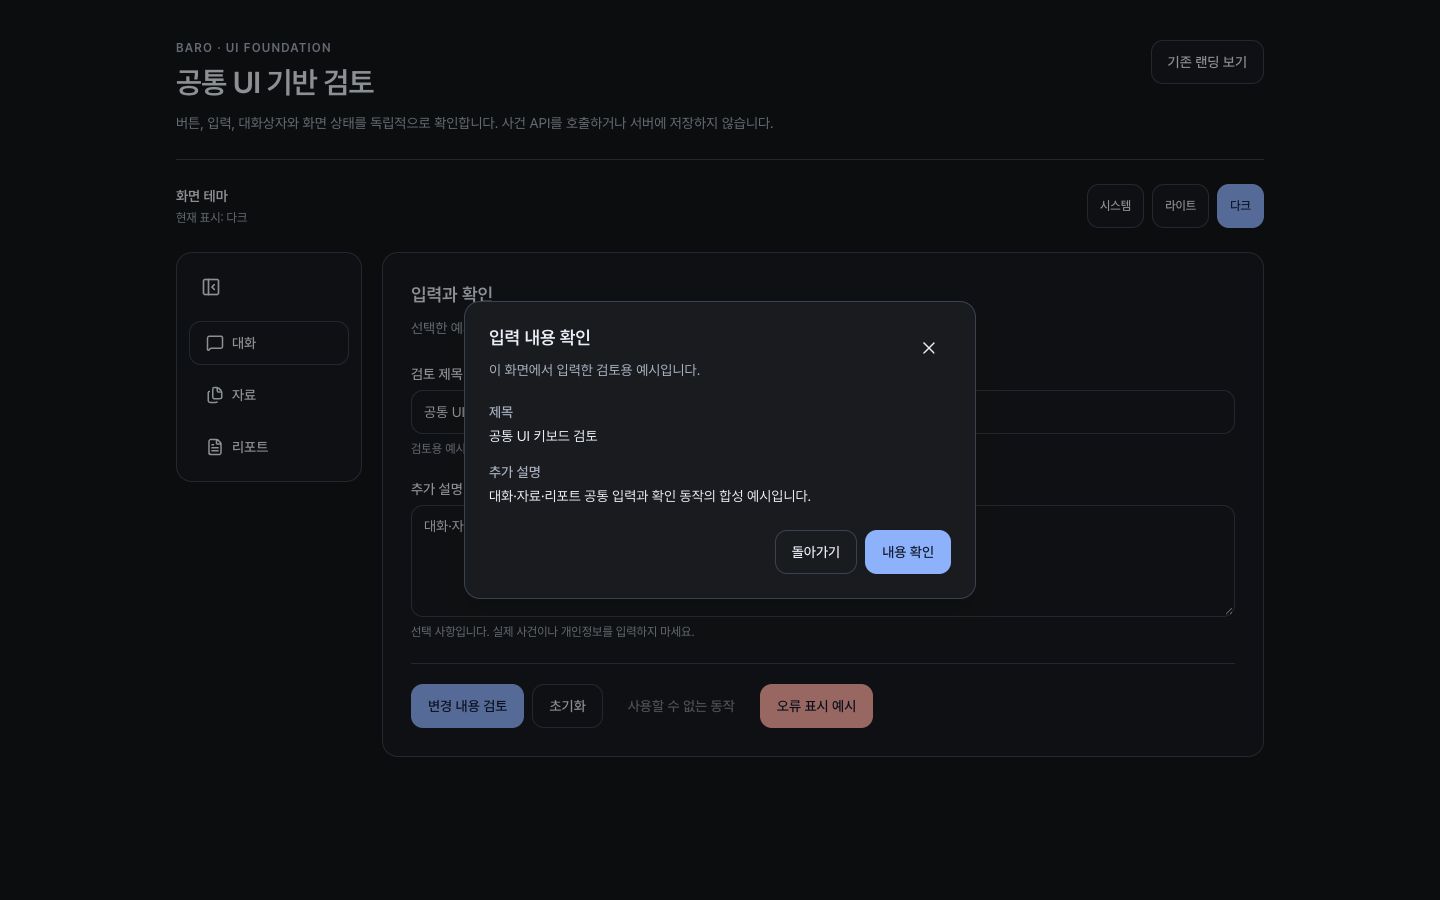 BARO · UI FOUNDATION
공통 UI 기반 검토
버튼, 입력, 대화상자와 화면 상태를 독립적으로 확인합니다. 사건 API를 호출하거나 서버에 저장하지 않습니다.
기존 랜딩 보기
화면 테마
현재 표시: 다크
시스템
라이트
다크
대화
자료
리포트
입력과 확인
선택한 예
검토 제목
공통 UI
검토용 예시
추가 설명
대화·자
선택 사항입니다. 실제 사건이나 개인정보를 입력하지 마세요.
변경 내용 검토
초기화
사용할 수 없는 동작
오류 표시 예시
입력 내용 확인
이 화면에서 입력한 검토용 예시입니다.
제목
공통 UI 키보드 검토
추가 설명
대화·자료·리포트 공통 입력과 확인 동작의 합성 예시입니다.
돌아가기
내용 확인